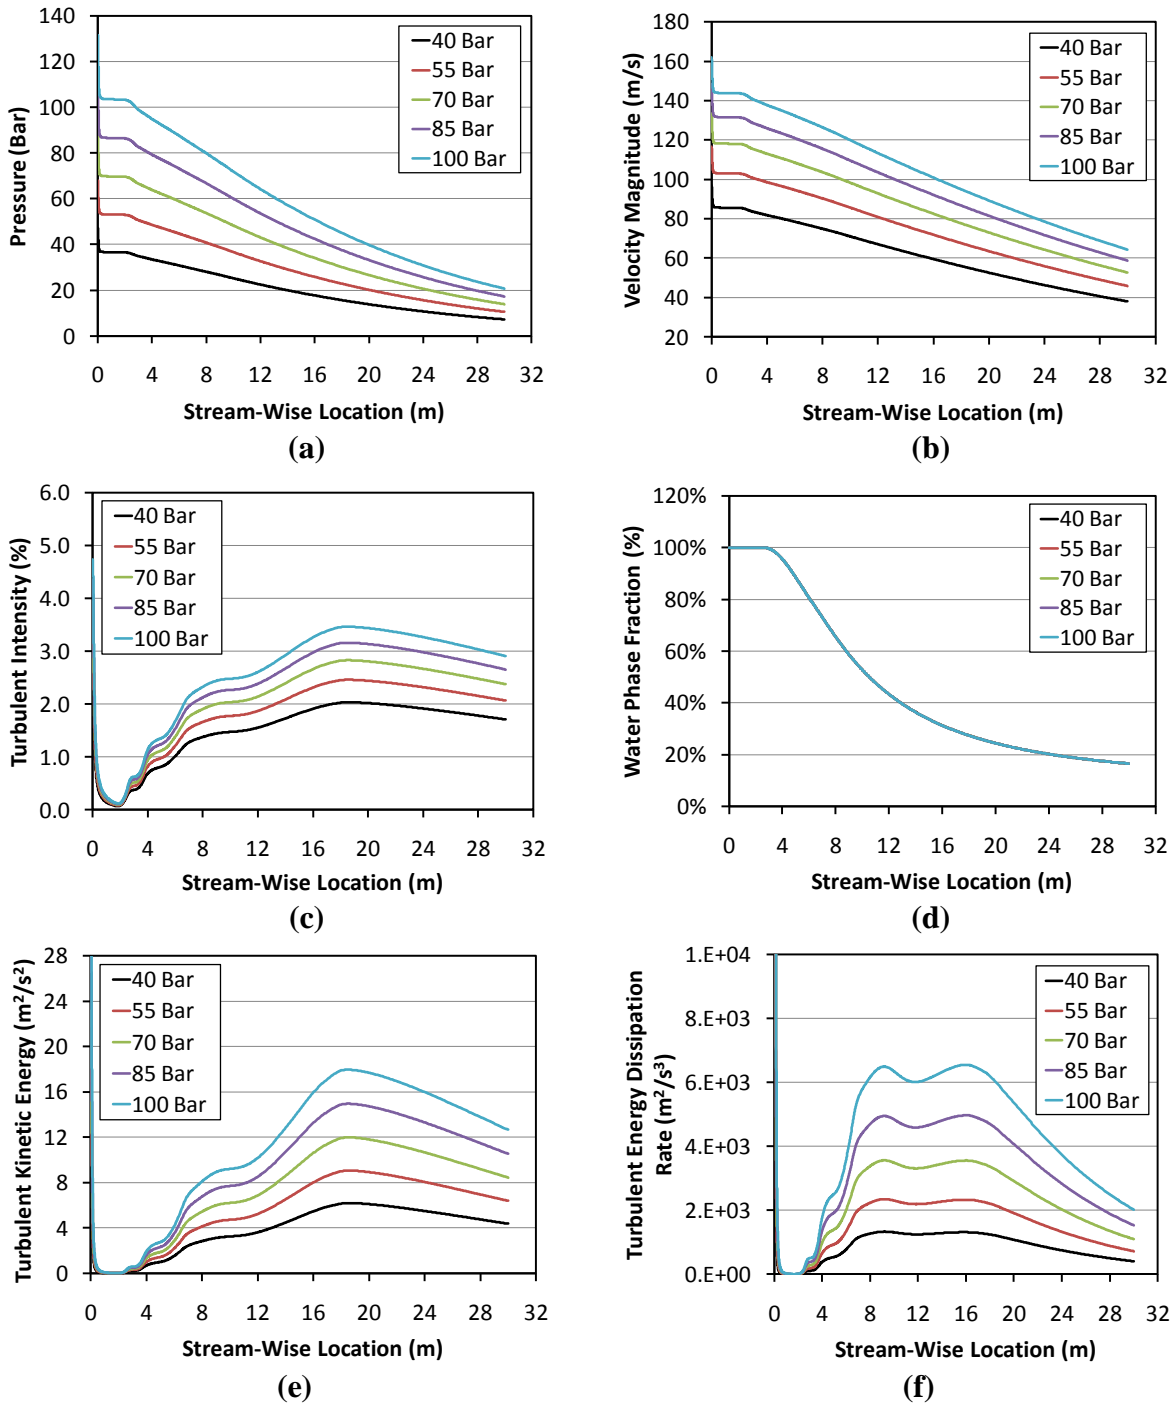 140
120
100
80
60
40
20
0
Pressure (Bar)
40 Bar
55 Bar
70 Bar
85 Bar
100 Bar
0 4 8 12 16 20 24 28 32
Stream-Wise Location (m)
(a)
180
160
140
120
100
80
60
40
20
Velocity Magnitude (m/s)
40 Bar
55 Bar
70 Bar
85 Bar
100 Bar
0 4 8 12 16 20 24 28 32
Stream-Wise Location (m)
(b)
6.0
5.0
4.0
3.0
2.0
1.0
0.0
Turbulent Intensity (%)
40 Bar
55 Bar
70 Bar
85 Bar
100 Bar
0 4 8 12 16 20 24 28 32
Stream-Wise Location (m)
(c)
120%
100%
80%
60%
40%
20%
0%
Water Phase Fraction (%)
40 Bar
55 Bar
70 Bar
85 Bar
100 Bar
0 4 8 12 16 20 24 28 32
Stream-Wise Location (m)
(d)
28
24
20
16
12
8
4
0
Turbulent Kinetic Energy (m²/s²)
40 Bar
55 Bar
70 Bar
85 Bar
100 Bar
0 4 8 12 16 20 24 28 32
Stream-Wise Location (m)
(e)
1.E+04
8.E+03
6.E+03
4.E+03
2.E+03
0.E+00
Turbulent Energy Dissipation
Rate (m²/s³)
40 Bar
55 Bar
70 Bar
85 Bar
100 Bar
0 4 8 12 16 20 24 28 32
Stream-Wise Location (m)
(f)